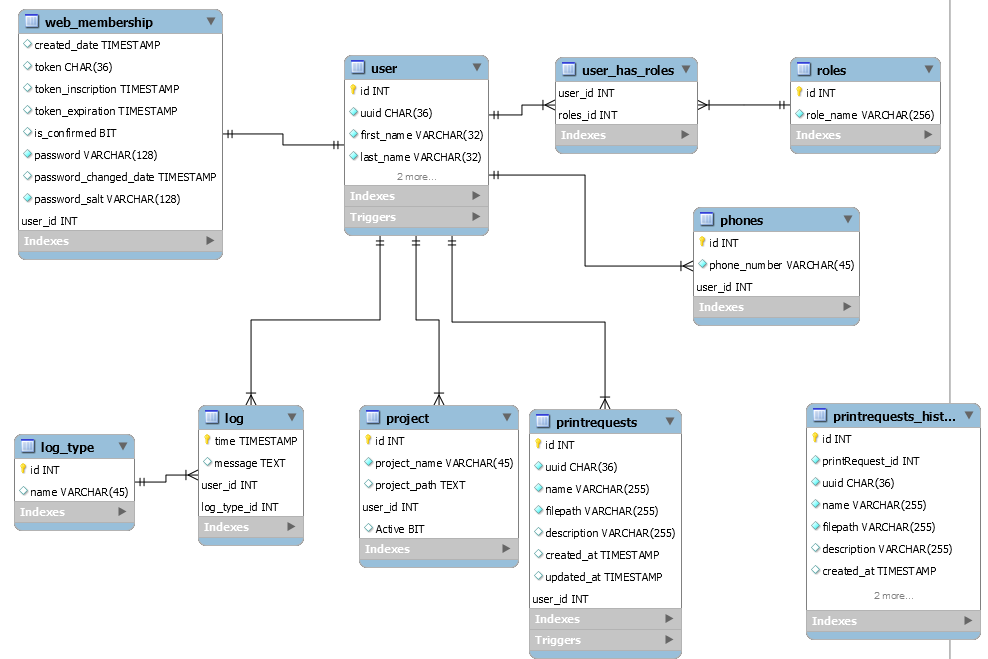 web_membership
created_date TIMESTAMP
token CHAR(36)
token_inscription TIMESTAMP
token_expiration TIMESTAMP
is_confirmed BIT
password VARCHAR(128)
password_changed_date TIMESTAMP
password_salt VARCHAR(128)
user_id INT
Indexes
user
id INT
uuid CHAR(36)
first_name VARCHAR(32)
last_name VARCHAR(32)
2 more...
Indexes
Triggers
user_has_roles
user_id INT
roles_id INT
Indexes
roles
id INT
role_name VARCHAR(256)
Indexes
phones
id INT
phone_number VARCHAR(45)
user_id INT
Indexes
log_type
id INT
name VARCHAR(45)
Indexes
log
time TIMESTAMP
message TEXT
user_id INT
log_type_id INT
Indexes
project
id INT
project_name VARCHAR(45)
project_path TEXT
user_id INT
Active BIT
Indexes
printrequests
id INT
uuid CHAR(36)
name VARCHAR(255)
filepath VARCHAR(255)
description VARCHAR(255)
created_at TIMESTAMP
updated_at TIMESTAMP
user_id INT
Indexes
Triggers
printrequests_hist...
id INT
printRequest_id INT
uuid CHAR(36)
name VARCHAR(255)
filepath VARCHAR(255)
description VARCHAR(255)
created_at TIMESTAMP
2 more...
Indexes